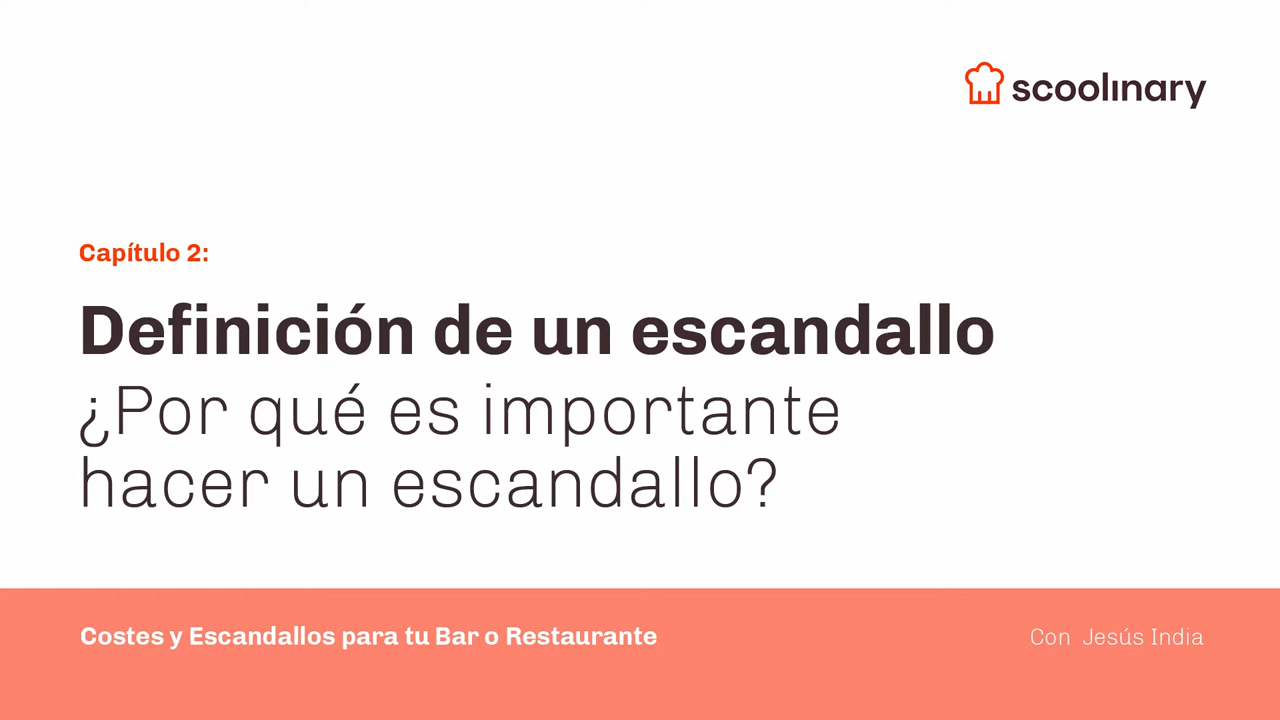 scoolinary
Capítulo 2:
Definición de un escandallo
¿Por qué es importante
hacer un escandallo?
Costes y Escandallos para tu Bar o Restaurante
Con Jesús India